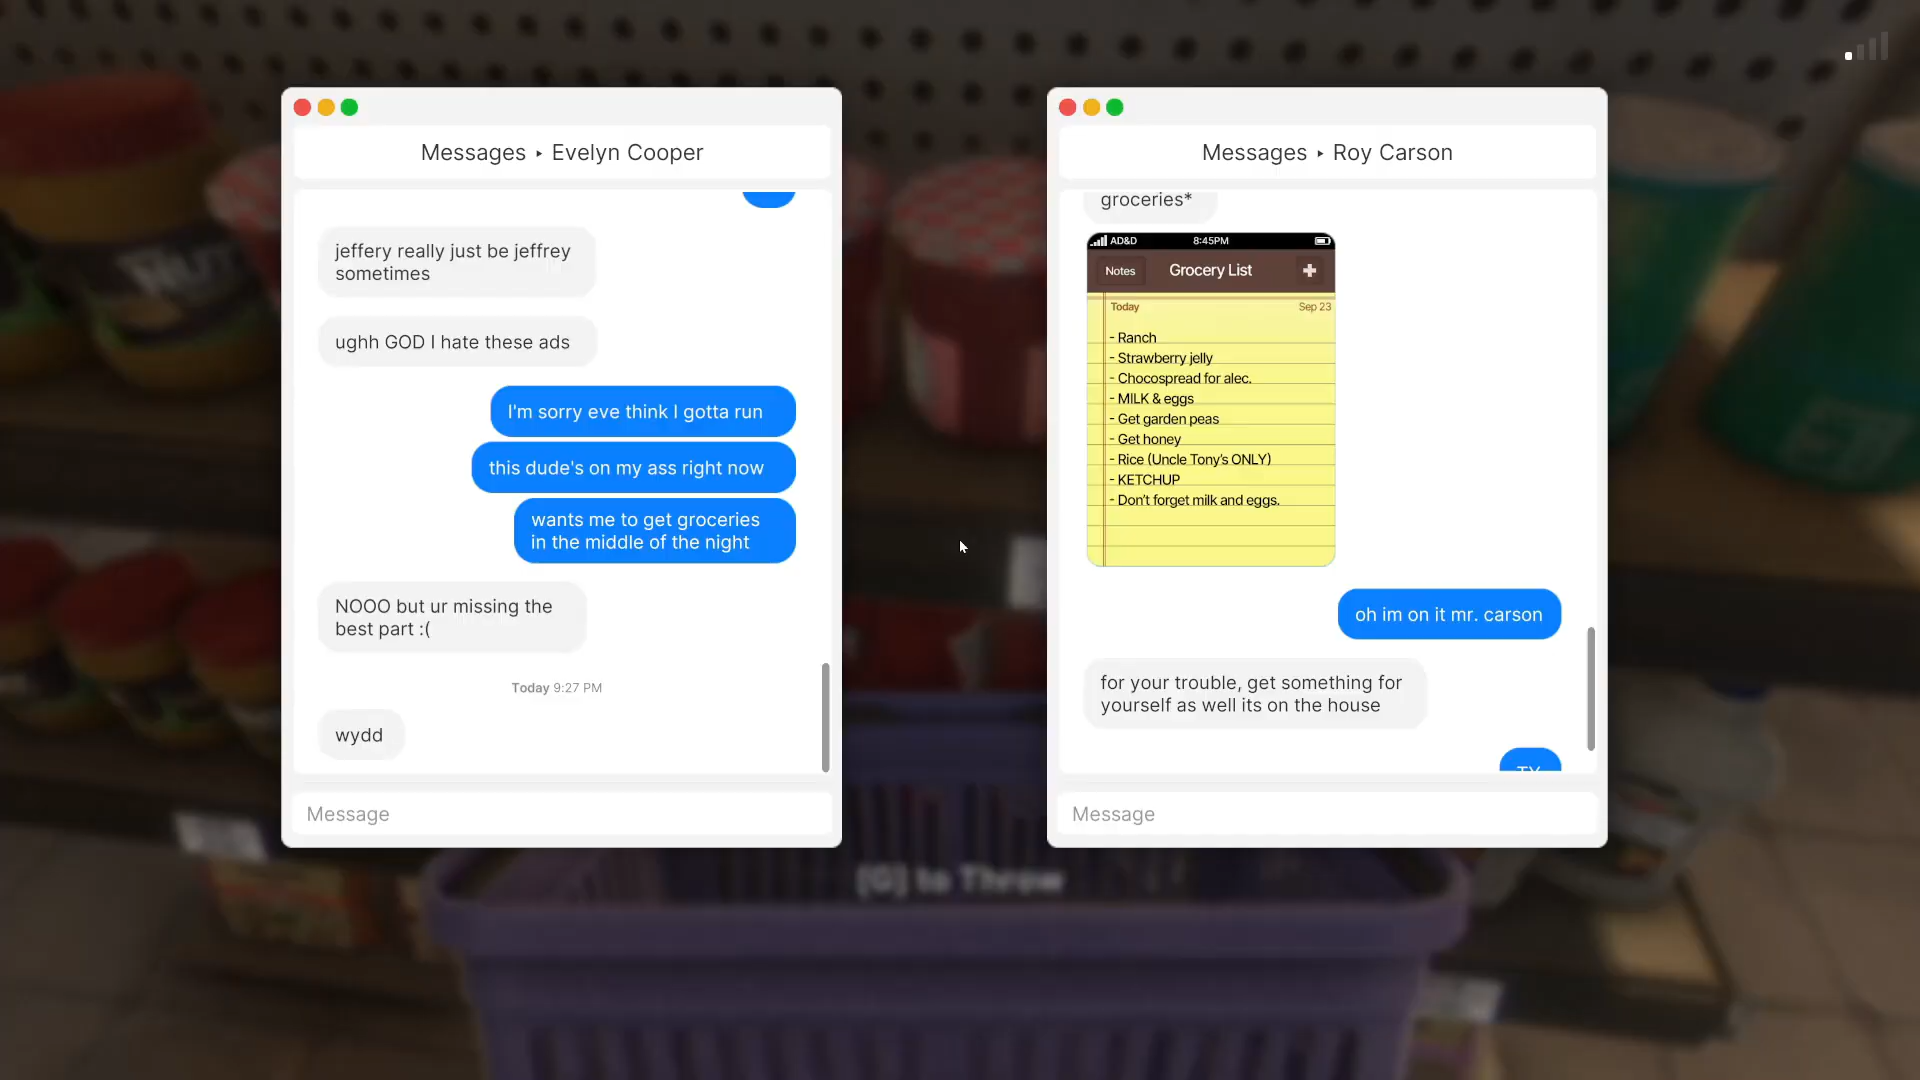 Messages ▸ Evelyn Cooper
jeffery really just be jeffrey
sometimes
ughh GOD I hate these ads
I'm sorry eve think I gotta run
this dude's on my ass right now
wants me to get groceries
in the middle of the night
NOOO but ur missing the
best part :(
Today 9:27 PM
wydd
Message
Messages ▸ Roy Carson
groceries*
AD&D 8:45PM
Notes Grocery List
Today Sep 23
- Ranch
- Strawberry jelly
- Chocospread for alec.
- MILK & eggs
- Get garden peas
- Get honey
- Rice (Uncle Tony's ONLY)
- KETCHUP
- Don't forget milk and eggs.
oh im on it mr. carson
for your trouble, get something for
yourself as well its on the house
TY
Message
[G] to Throw